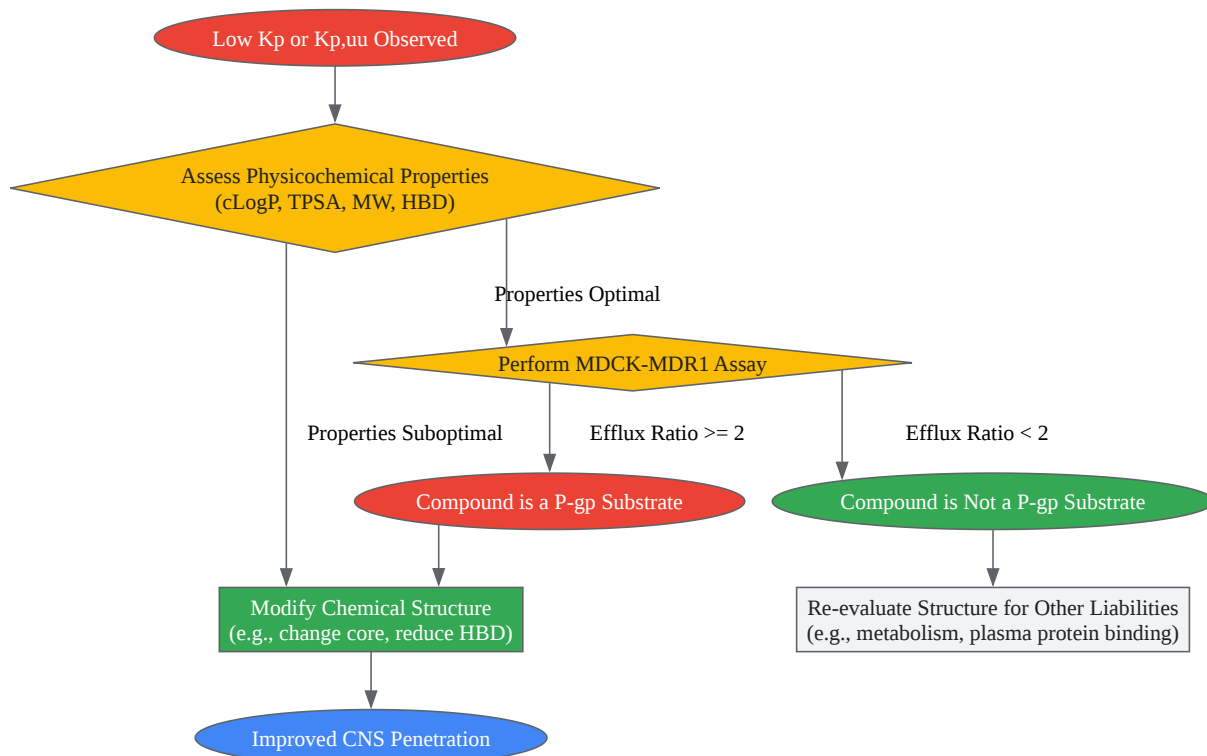 Low Kp or Kp,uu Observed
Assess Physicochemical Properties
(cLogP, TPSA, MW, HBD)
Properties Optimal
Perform MDCK-MDR1 Assay
Properties Suboptimal
Efflux Ratio >= 2
Efflux Ratio < 2
Compound is a P-gp Substrate
Compound is Not a P-gp Substrate
Modify Chemical Structure
(e.g., change core, reduce HBD)
Re-evaluate Structure for Other Liabilities
(e.g., metabolism, plasma protein binding)
Improved CNS Penetration